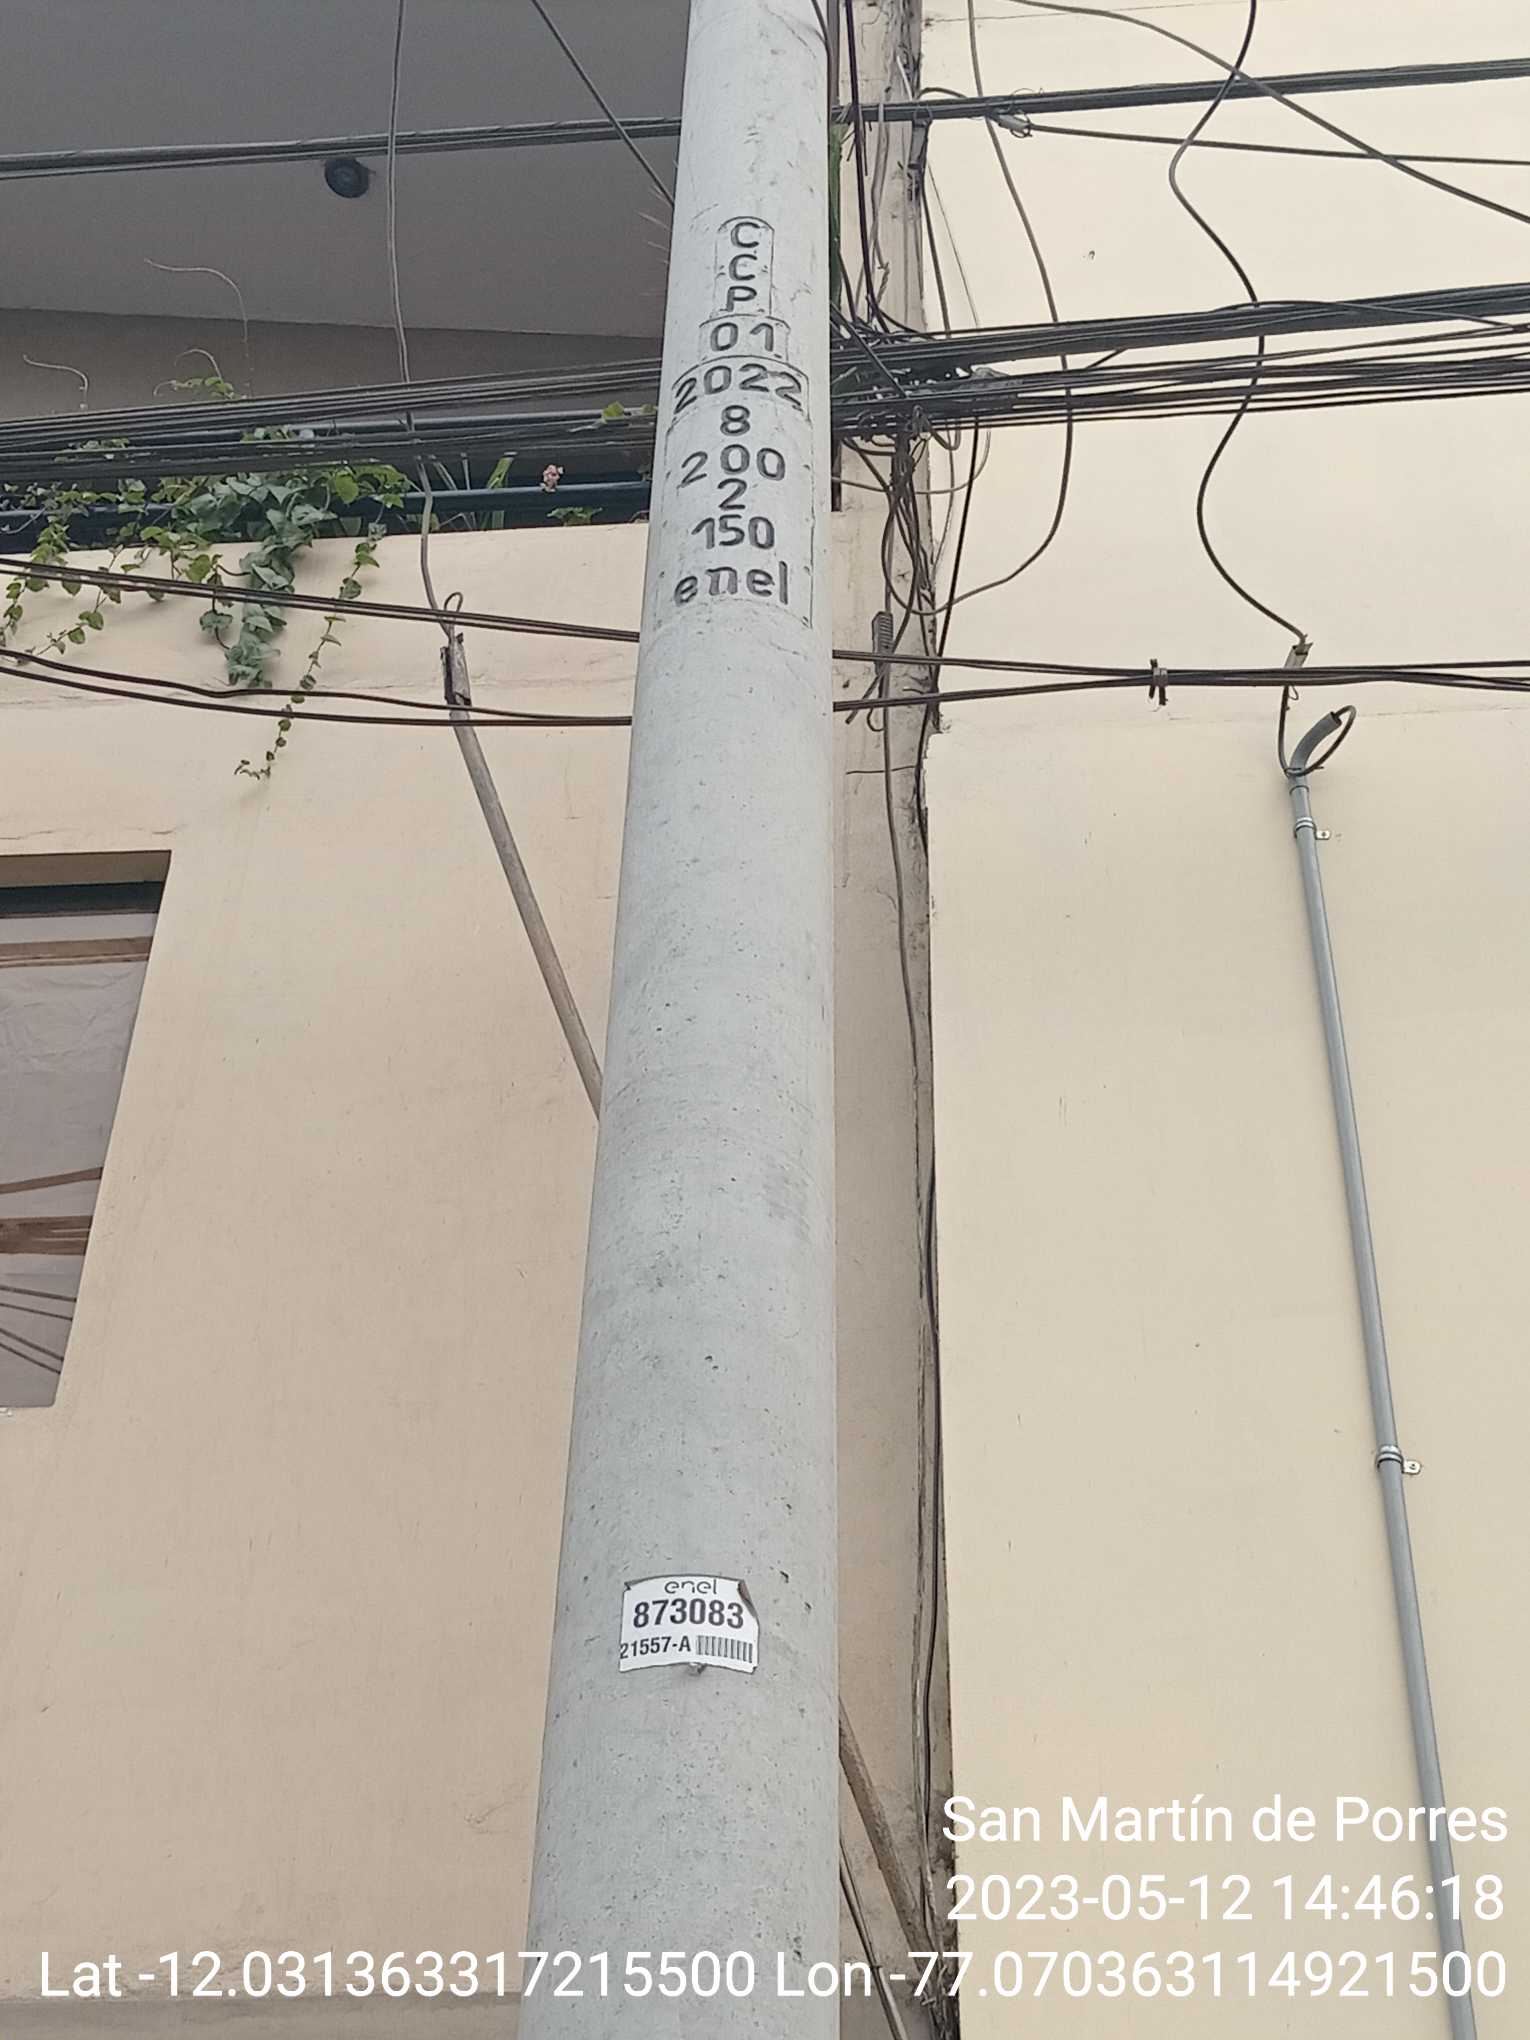 C
C
P
01
2022
8
200
2
150
enel
enel
873083
21557-A
San Martín de Porres
2023-05-12 14:46:18
Lat -12.031363317215500 Lon -77.070363114921500